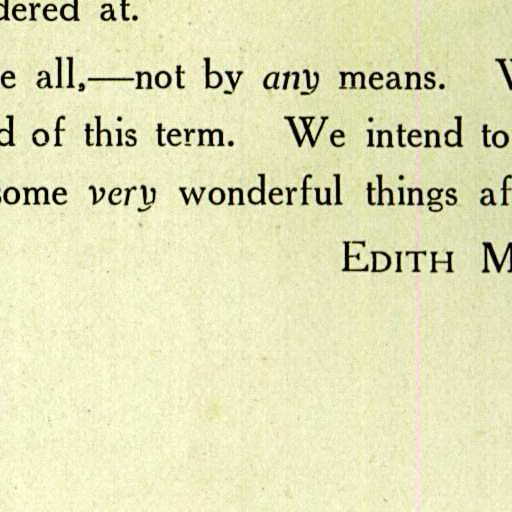 dered at.
e all,—not by any means.
d of this term. We intend to
some very wonderful things af
EDITH M